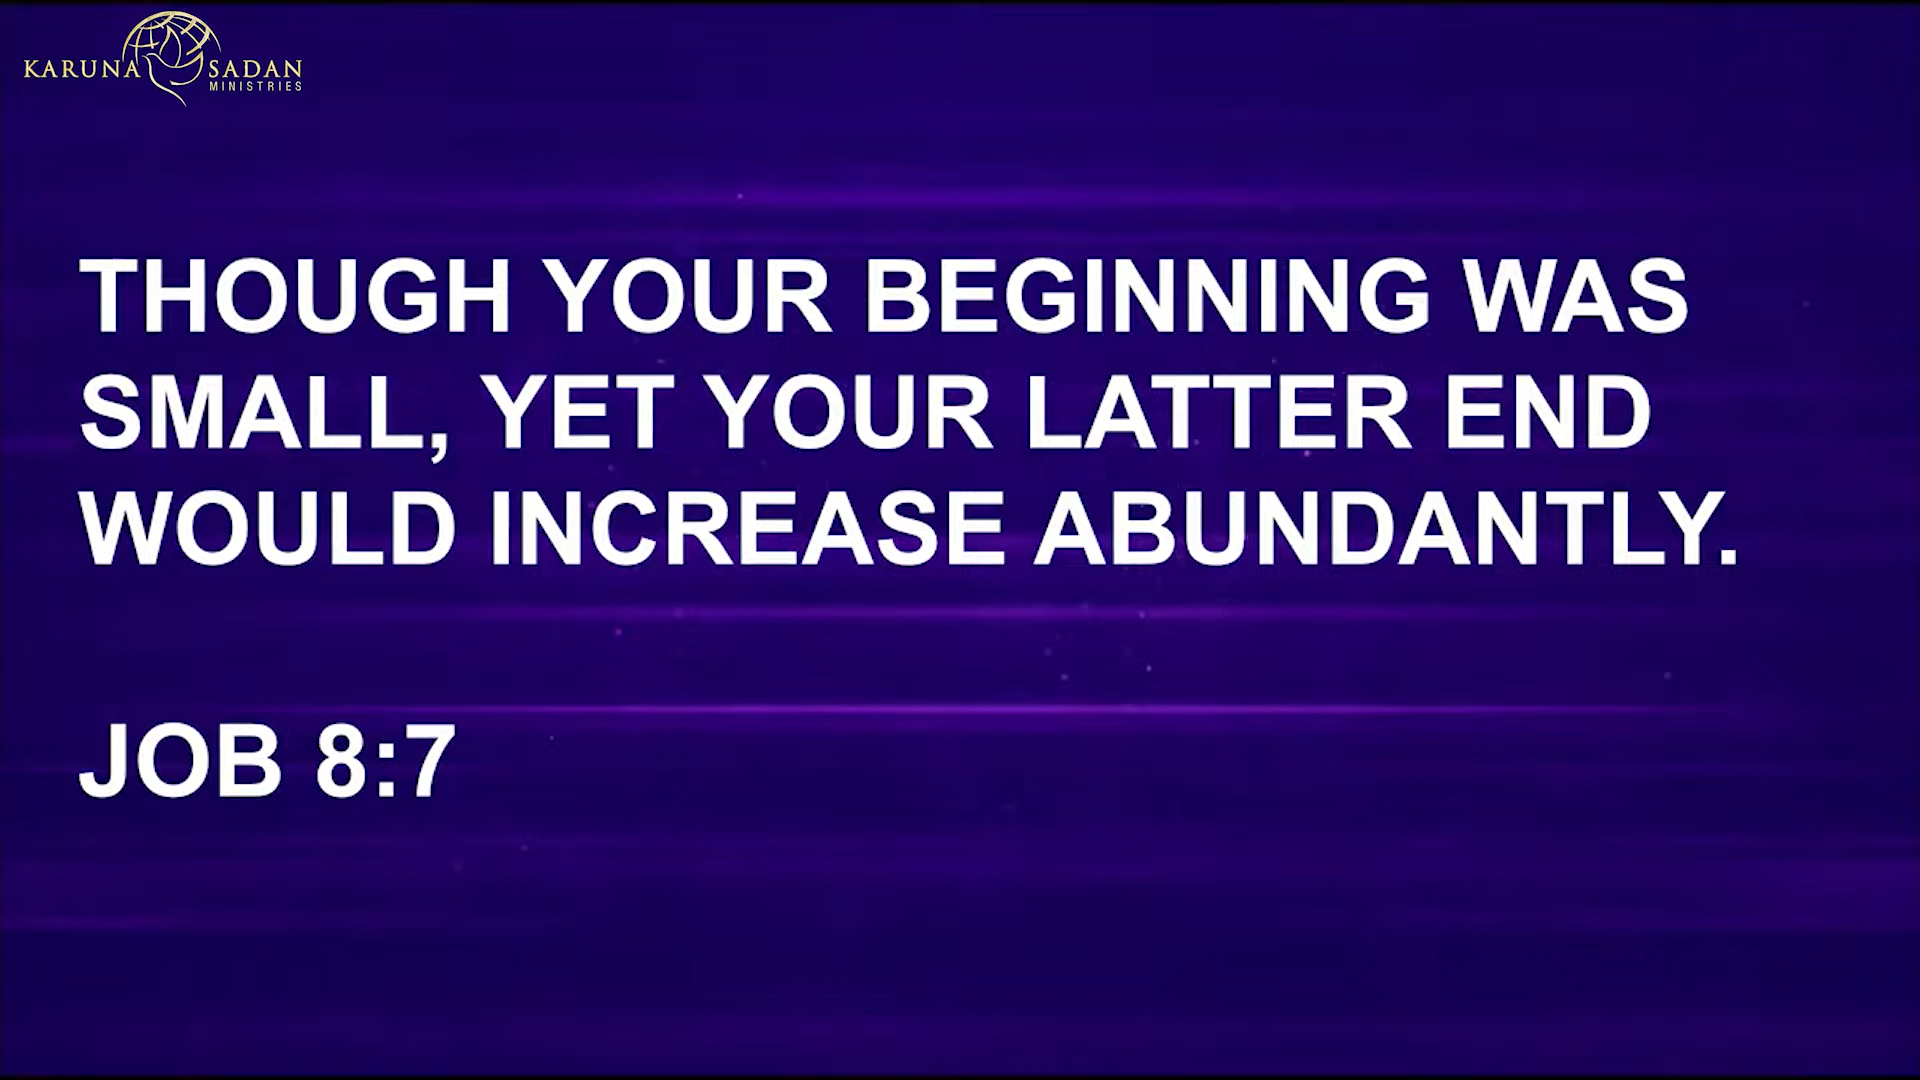 KARUNA SADAN
MINISTRIES
THOUGH YOUR BEGINNING WAS
SMALL, YET YOUR LATTER END
WOULD INCREASE ABUNDANTLY.
JOB 8:7